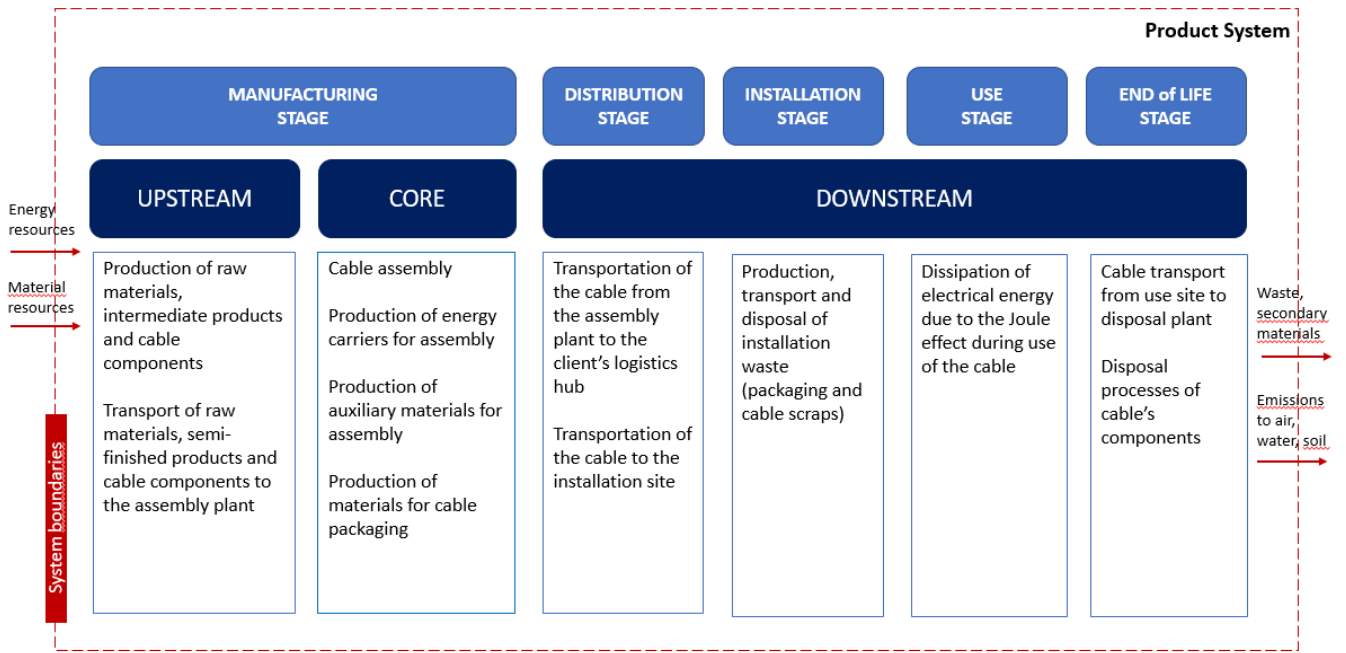 Product System
MANUFACTURING
STAGE
DISTRIBUTION
STAGE
INSTALLATION
STAGE
USE
STAGE
END of LIFE
STAGE
UPSTREAM
CORE
DOWNSTREAM
Energy
resources
Material
resources
Production of raw
materials,
intermediate products
and cable
components
Transport of raw
materials, semi-
finished products and
cable components to
the assembly plant
Cable assembly
Production of energy
carriers for assembly
Production of
auxiliary materials for
assembly
Production of
materials for cable
packaging
Transportation of
the cable from
the assembly
plant to the
client’s logistics
hub
Transportation of
the cable to the
installation site
Production,
transport and
disposal of
installation
waste
(packaging and
cable scraps)
Dissipation of
electrical energy
due to the Joule
effect during use
of the cable
Cable transport
from use site to
disposal plant
Disposal
processes of
cable’s
components
Waste,
secondary
materials
Emissions
to air,
water, soil
System boundaries